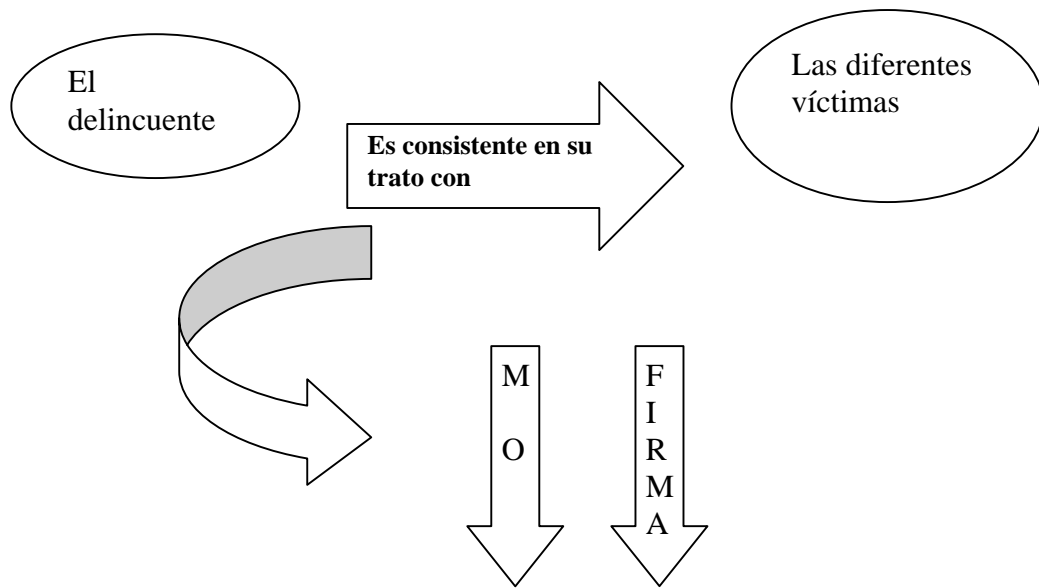 El
delincuente
Es consistente en su
trato con
Las diferentes
víctimas
M
O
F
I
R
M
A